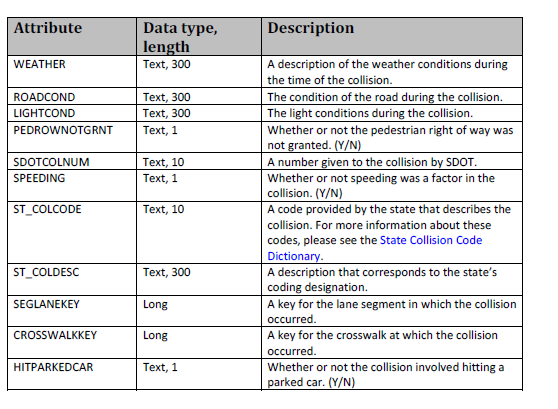 Attribute Data type, length Description
WEATHER Text, 300 A description of the weather conditions during
the time of the collision.
ROADCOND Text, 300 The condition of the road during the collision.
LIGHTCOND Text, 300 The light conditions during the collision.
PEDROWNOTGRNT Text, 1 Whether or not the pedestrian right of way was
not granted. (Y/N)
SDOTCOLNUM Text, 10 A number given to the collision by SDOT.
SPEEDING Text, 1 Whether or not speeding was a factor in the
collision. (Y/N)
ST_COLCODE Text, 10 A code provided by the state that describes the
collision. For more information about these
codes, please see the State Collision Code
Dictionary.
ST_COLDESC Text, 300 A description that corresponds to the state's
coding designation.
SEGLANEKEY Long A key for the lane segment in which the collision
occurred.
CROSSWALKKEY Long A key for the crosswalk at which the collision
occurred.
HITPARKEDCAR Text, 1 Whether or not the collision involved hitting a
parked car. (Y/N)